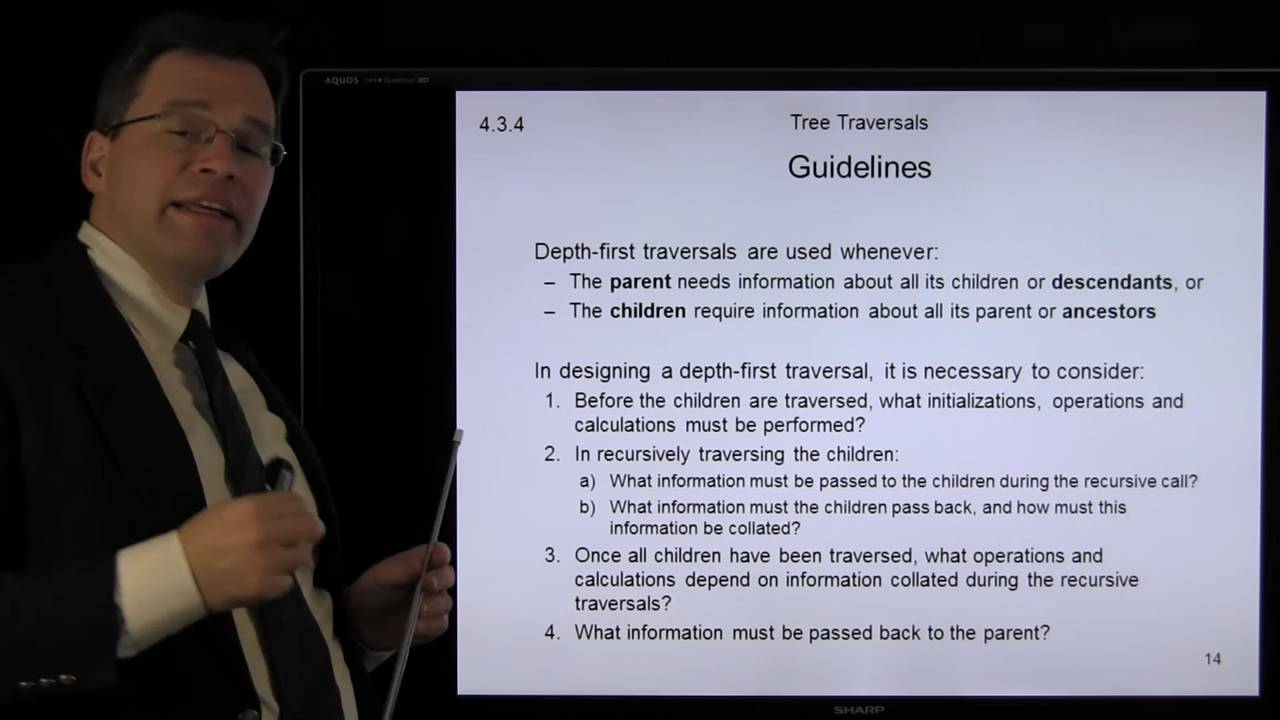 AQUOS
4.3.4
Tree Traversals
Guidelines
Depth-first traversals are used whenever:
– The parent needs information about all its children or descendants, or
– The children require information about all its parent or ancestors
In designing a depth-first traversal, it is necessary to consider:
1. Before the children are traversed, what initializations, operations and
calculations must be performed?
2. In recursively traversing the children:
a) What information must be passed to the children during the recursive call?
b) What information must the children pass back, and how must this
information be collated?
3. Once all children have been traversed, what operations and
calculations depend on information collated during the recursive
traversals?
4. What information must be passed back to the parent?
14
SHARP